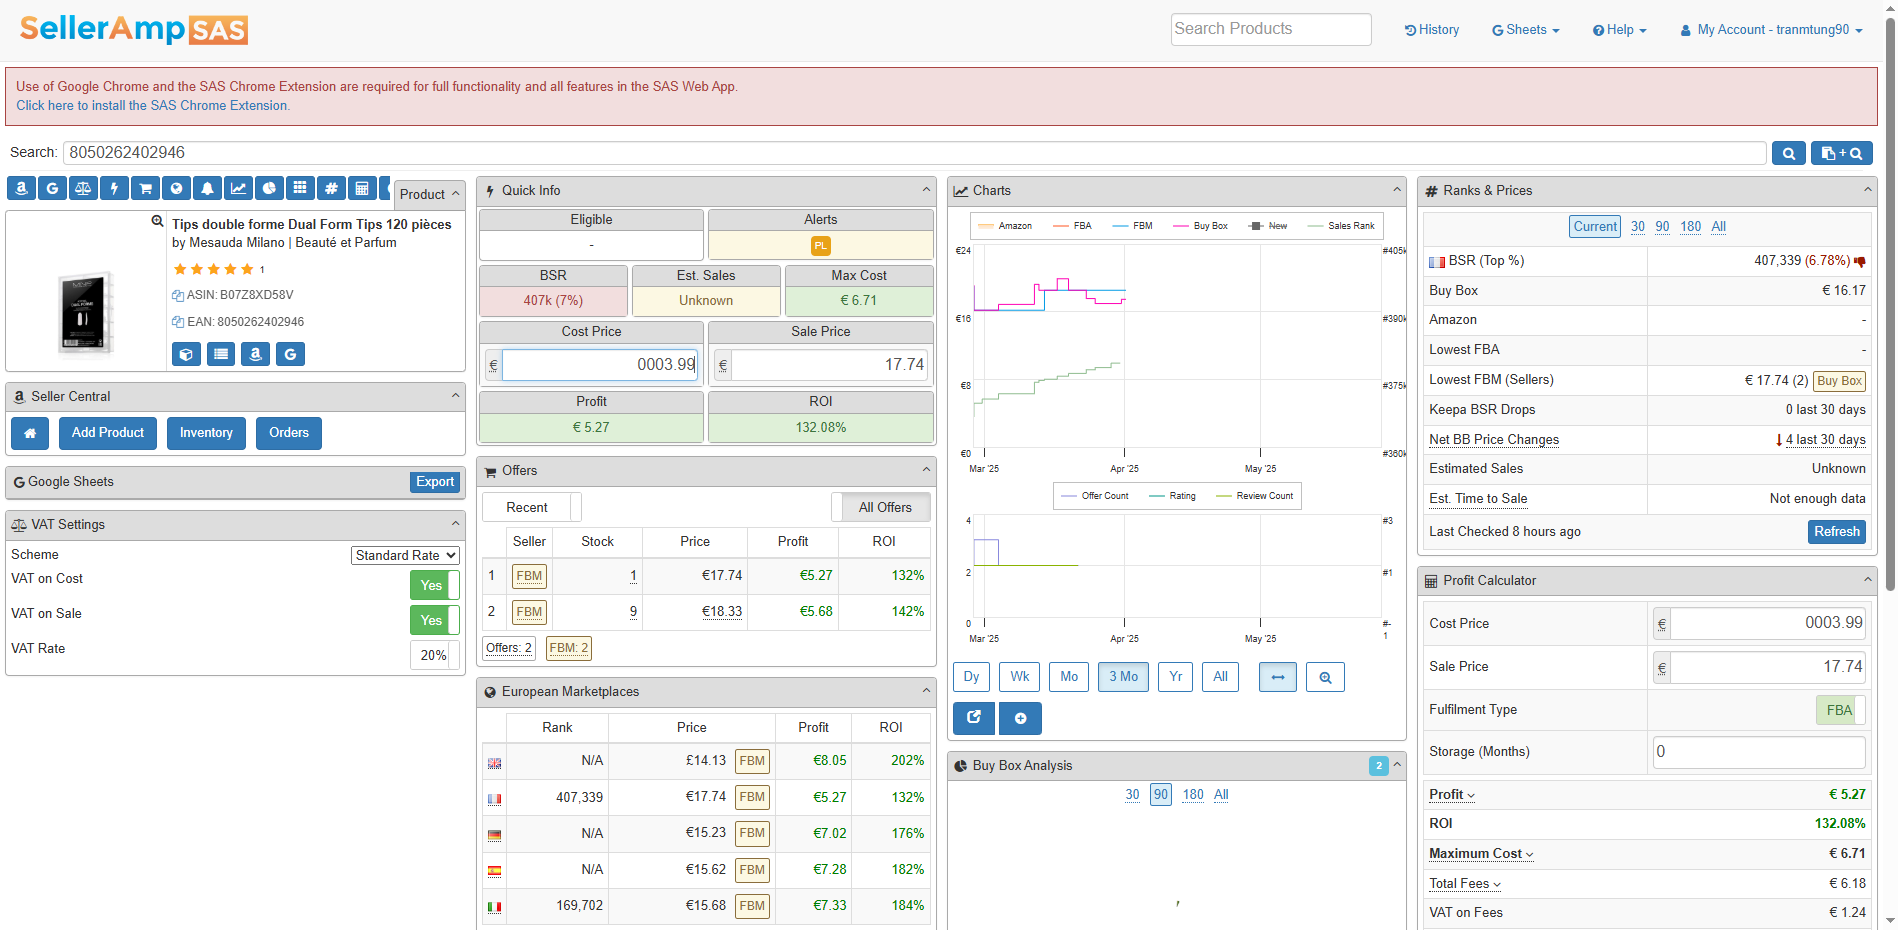 SellerAmp SAS
Search Products
History
Sheets
Help
My Account - tranmtung90
Use of Google Chrome and the SAS Chrome Extension are required for full functionality and all features in the SAS Web App.
Click here to install the SAS Chrome Extension.
Search: 8050262402946
+
Product
Tips double forme Dual Form Tips 120 pièces
by Mesauda Milano | Beauté et Parfum
1
ASIN: B07Z8XD58V
EAN: 8050262402946
Seller Central
Add Product
Inventory
Orders
Google Sheets
Export
VAT Settings
Scheme Standard Rate
VAT on Cost Yes
VAT on Sale Yes
VAT Rate 20%
Quick Info
Eligible Alerts
- PL
BSR Est. Sales Max Cost
407k (7%) Unknown € 6.71
Cost Price Sale Price
€ 0003.99 € 17.74
Profit ROI
€ 5.27 132.08%
Offers
Recent All Offers
Seller Stock Price Profit ROI
1 FBM 1 €17.74 €5.27 132%
2 FBM 9 €18.33 €5.68 142%
Offers: 2 FBM: 2
European Marketplaces
Rank Price Profit ROI
N/A £14.13 FBM €8.05 202%
407,339 €17.74 FBM €5.27 132%
N/A €15.23 FBM €7.02 176%
N/A €15.62 FBM €7.28 182%
169,702 €15.68 FBM €7.33 184%
Charts
Amazon FBA FBM Buy Box New Sales Rank
€24 #405k
€16 #390k
€8 #375k
€0 #360k
Mar '25 Apr '25 May '25
Offer Count Rating Review Count
4 #3
2 #1
0 #-1
Mar '25 Apr '25 May '25
Dy Wk Mo 3 Mo Yr All
Buy Box Analysis 2
30 90 180 All
Ranks & Prices
Current 30 90 180 All
BSR (Top %) 407,339 (6.78%)
Buy Box € 16.17
Amazon -
Lowest FBA -
Lowest FBM (Sellers) € 17.74 (2) Buy Box
Keepa BSR Drops 0 last 30 days
Net BB Price Changes 4 last 30 days
Estimated Sales Unknown
Est. Time to Sale Not enough data
Last Checked 8 hours ago Refresh
Profit Calculator
Cost Price € 0003.99
Sale Price € 17.74
Fulfilment Type FBA
Storage (Months) 0
Profit € 5.27
ROI 132.08%
Maximum Cost € 6.71
Total Fees € 6.18
VAT on Fees € 1.24